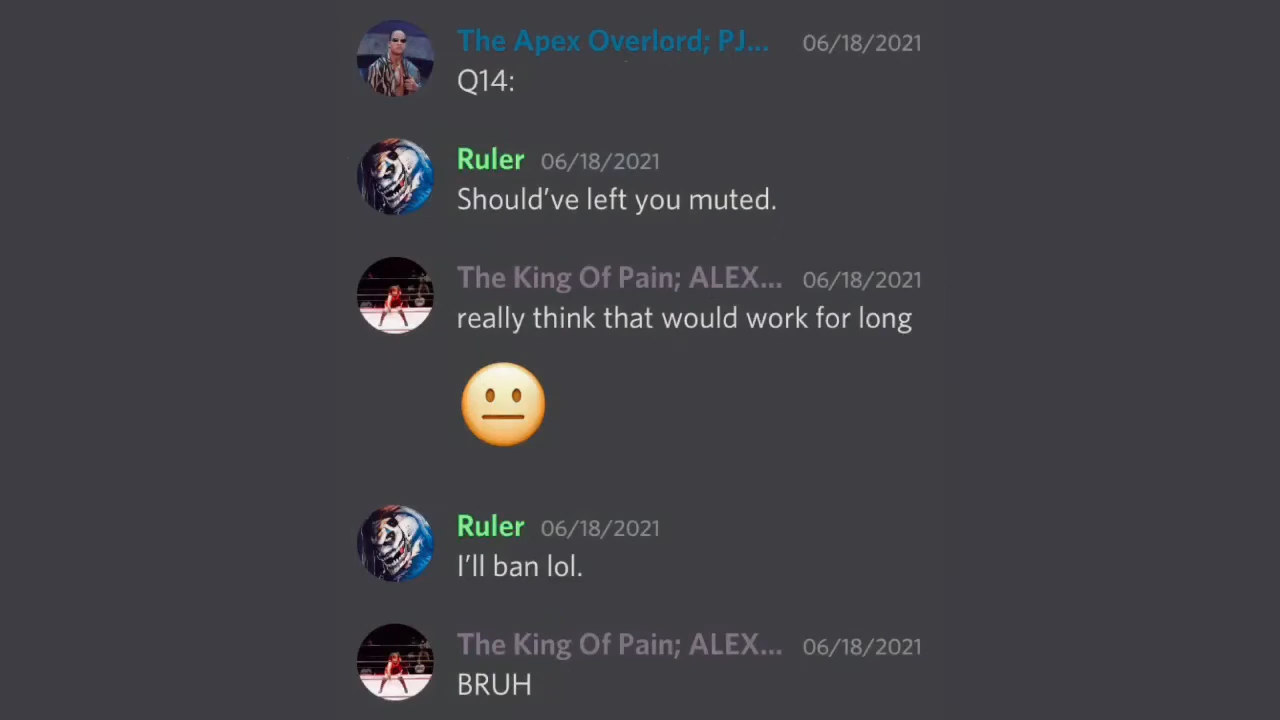 The Apex Overlord; PJ... 06/18/2021
Q14:
Ruler 06/18/2021
Should’ve left you muted.
The King Of Pain; ALEX... 06/18/2021
really think that would work for long
Ruler 06/18/2021
I’ll ban lol.
The King Of Pain; ALEX... 06/18/2021
BRUH